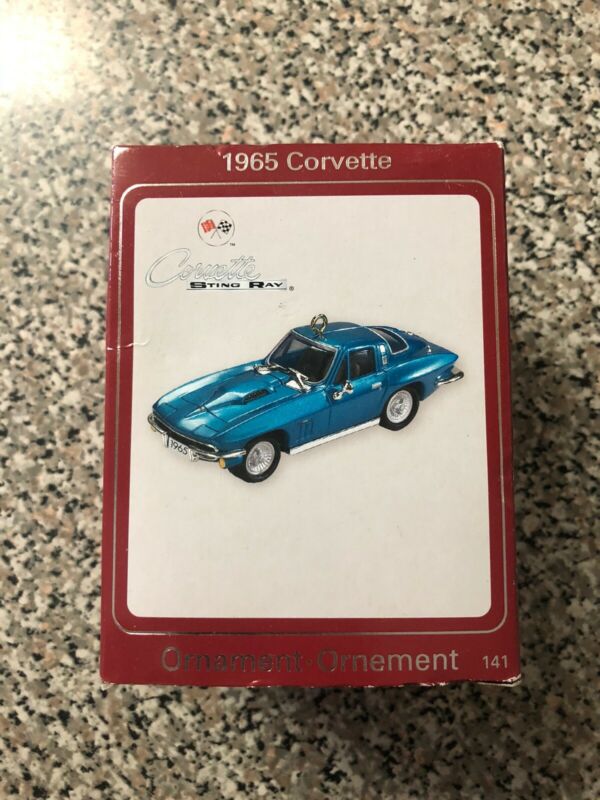 1965 Corvette
Corvette
STING RAY ®
1965
Ornament·Ornement 141